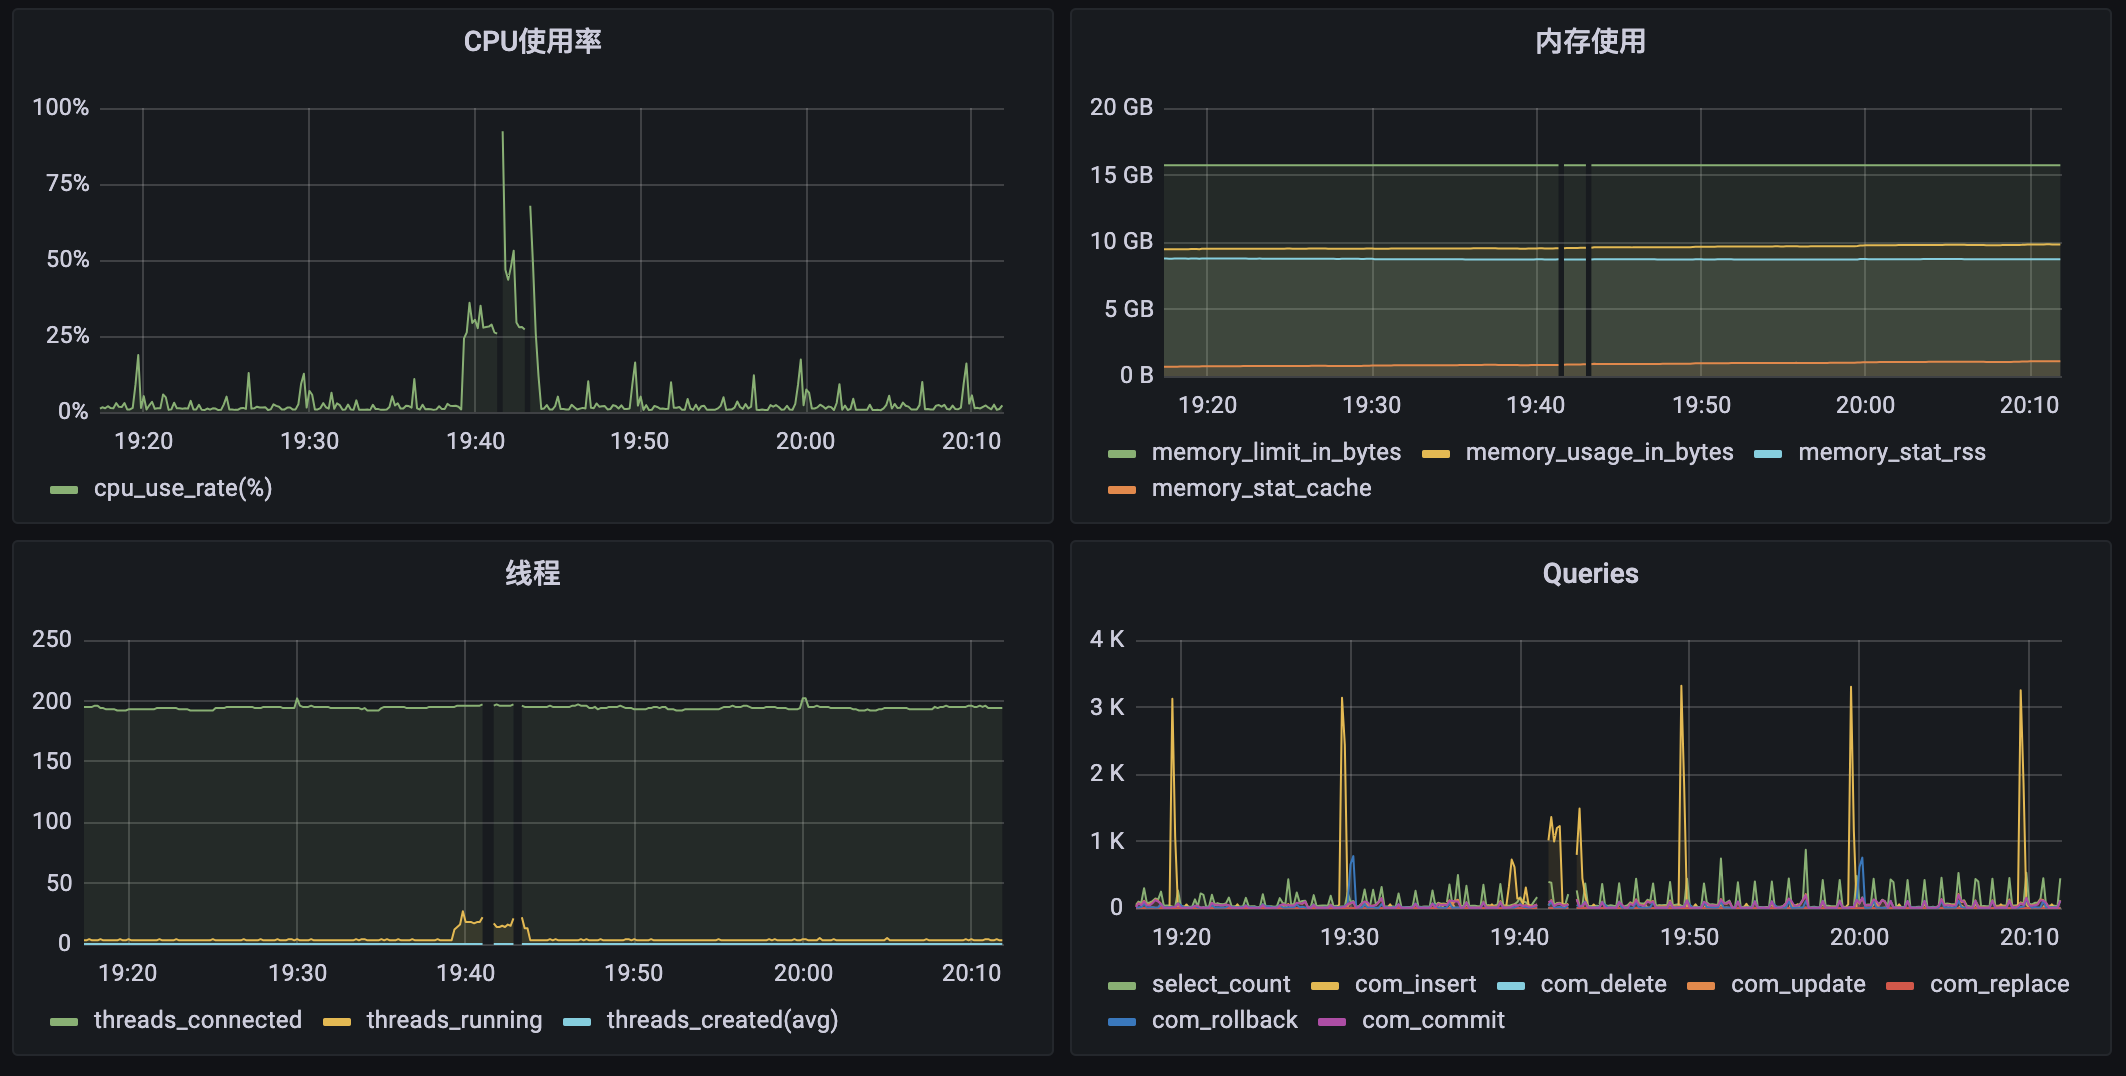 CPU使用率
100%
75%
50%
25%
0%
19:20 19:30 19:40 19:50 20:00 20:10
cpu_use_rate(%)
内存使用
20 GB
15 GB
10 GB
5 GB
0 B
19:20 19:30 19:40 19:50 20:00 20:10
memory_limit_in_bytes memory_usage_in_bytes memory_stat_rss
memory_stat_cache
线程
250
200
150
100
50
0
19:20 19:30 19:40 19:50 20:00 20:10
threads_connected threads_running threads_created(avg)
Queries
4 K
3 K
2 K
1 K
0
19:20 19:30 19:40 19:50 20:00 20:10
select_count com_insert com_delete com_update com_replace
com_rollback com_commit